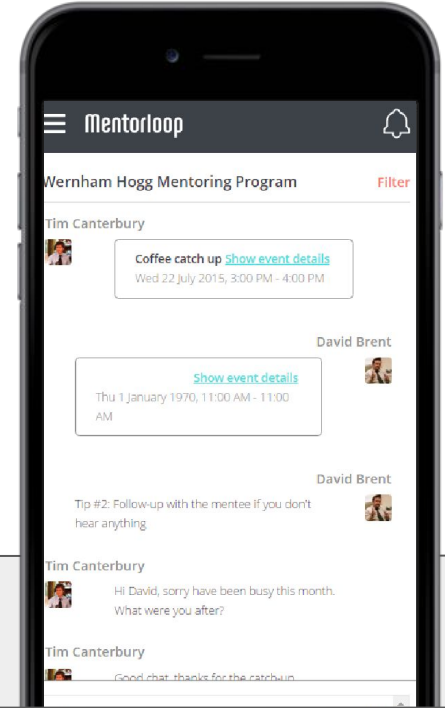 Mentorloop
Wernham Hogg Mentoring Program Filter
Tim Canterbury
Coffee catch up Show event details
Wed 22 July 2015, 3:00 PM - 4:00 PM
David Brent
Show event details
Thu 1 January 1970, 11:00 AM - 11:00
AM
David Brent
Tip #2: Follow-up with the mentee if you don't
hear anything
Tim Canterbury
Hi David, sorry have been busy this month.
What were you after?
Tim Canterbury
Good chat, thanks for the catch-up